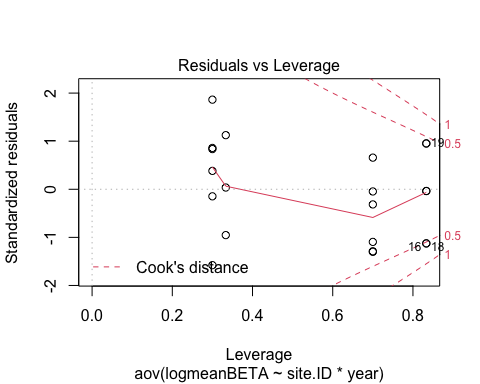 Residuals vs Leverage
Standardized residuals
2
1
0
-1
-2
1
0.5
0.5
1
19
16
18
Cook's distance
0.0 0.2 0.4 0.6 0.8
Leverage
aov(logmeanBETA ~ site.ID * year)